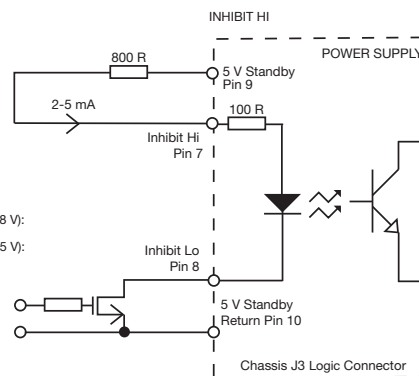 INHIBIT HI
POWER SUPPLY
800 R
5 V Standby
Pin 9
2-5 mA
100 R
Inhibit Hi
Pin 7
8 V):
5 V):
Inhibit Lo
Pin 8
5 V Standby
Return Pin 10
Chassis J3 Logic Connector